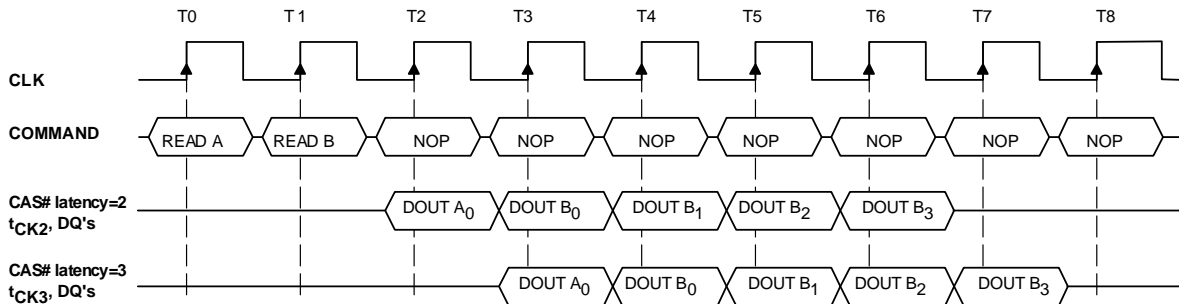 T0 T1 T2 T3 T4 T5 T6 T7 T8
CLK
COMMAND READ A READ B NOP NOP NOP NOP NOP NOP NOP
CAS# latency=2
tCK2, DQ's DOUT A0 DOUT B0 DOUT B1 DOUT B2 DOUT B3
CAS# latency=3
tCK3, DQ's DOUT A0 DOUT B0 DOUT B1 DOUT B2 DOUT B3